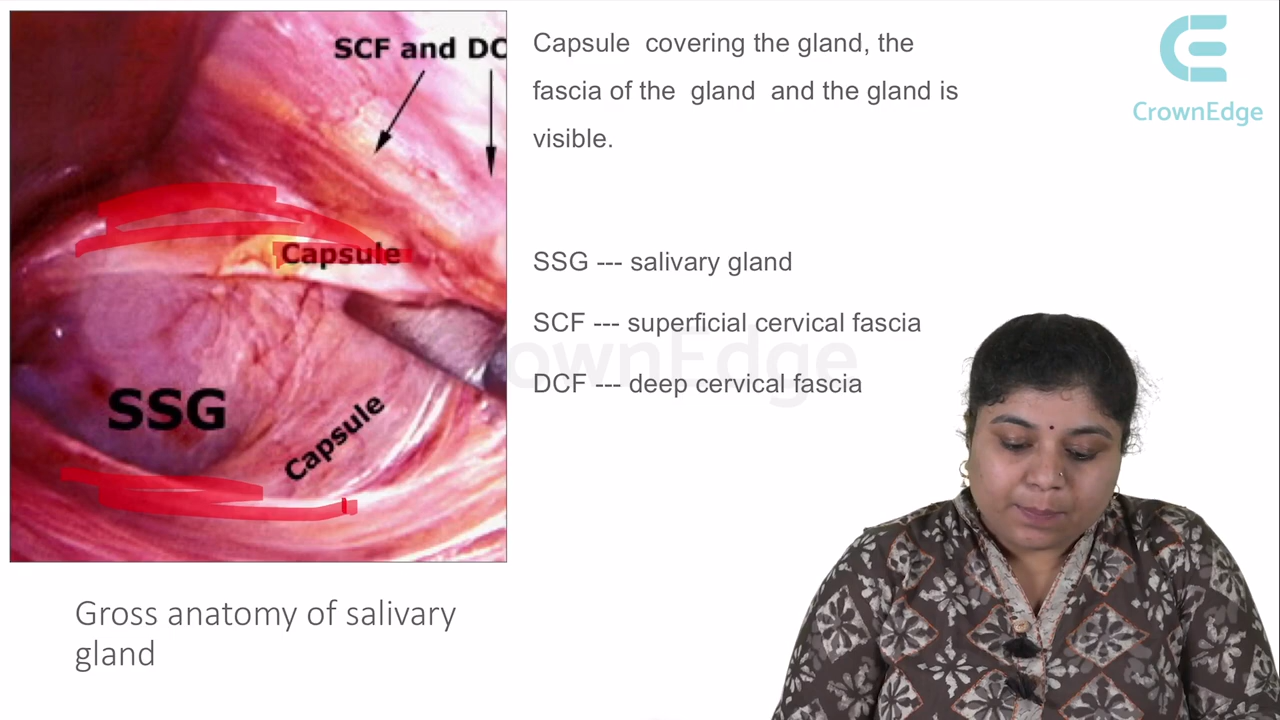 SCF and DC
Capsule
SSG
Capsule
Gross anatomy of salivary
gland
Capsule covering the gland, the
fascia of the gland and the gland is
visible.
SSG --- salivary gland
SCF --- superficial cervical fascia
DCF --- deep cervical fascia
CrownEdge
ownEdge